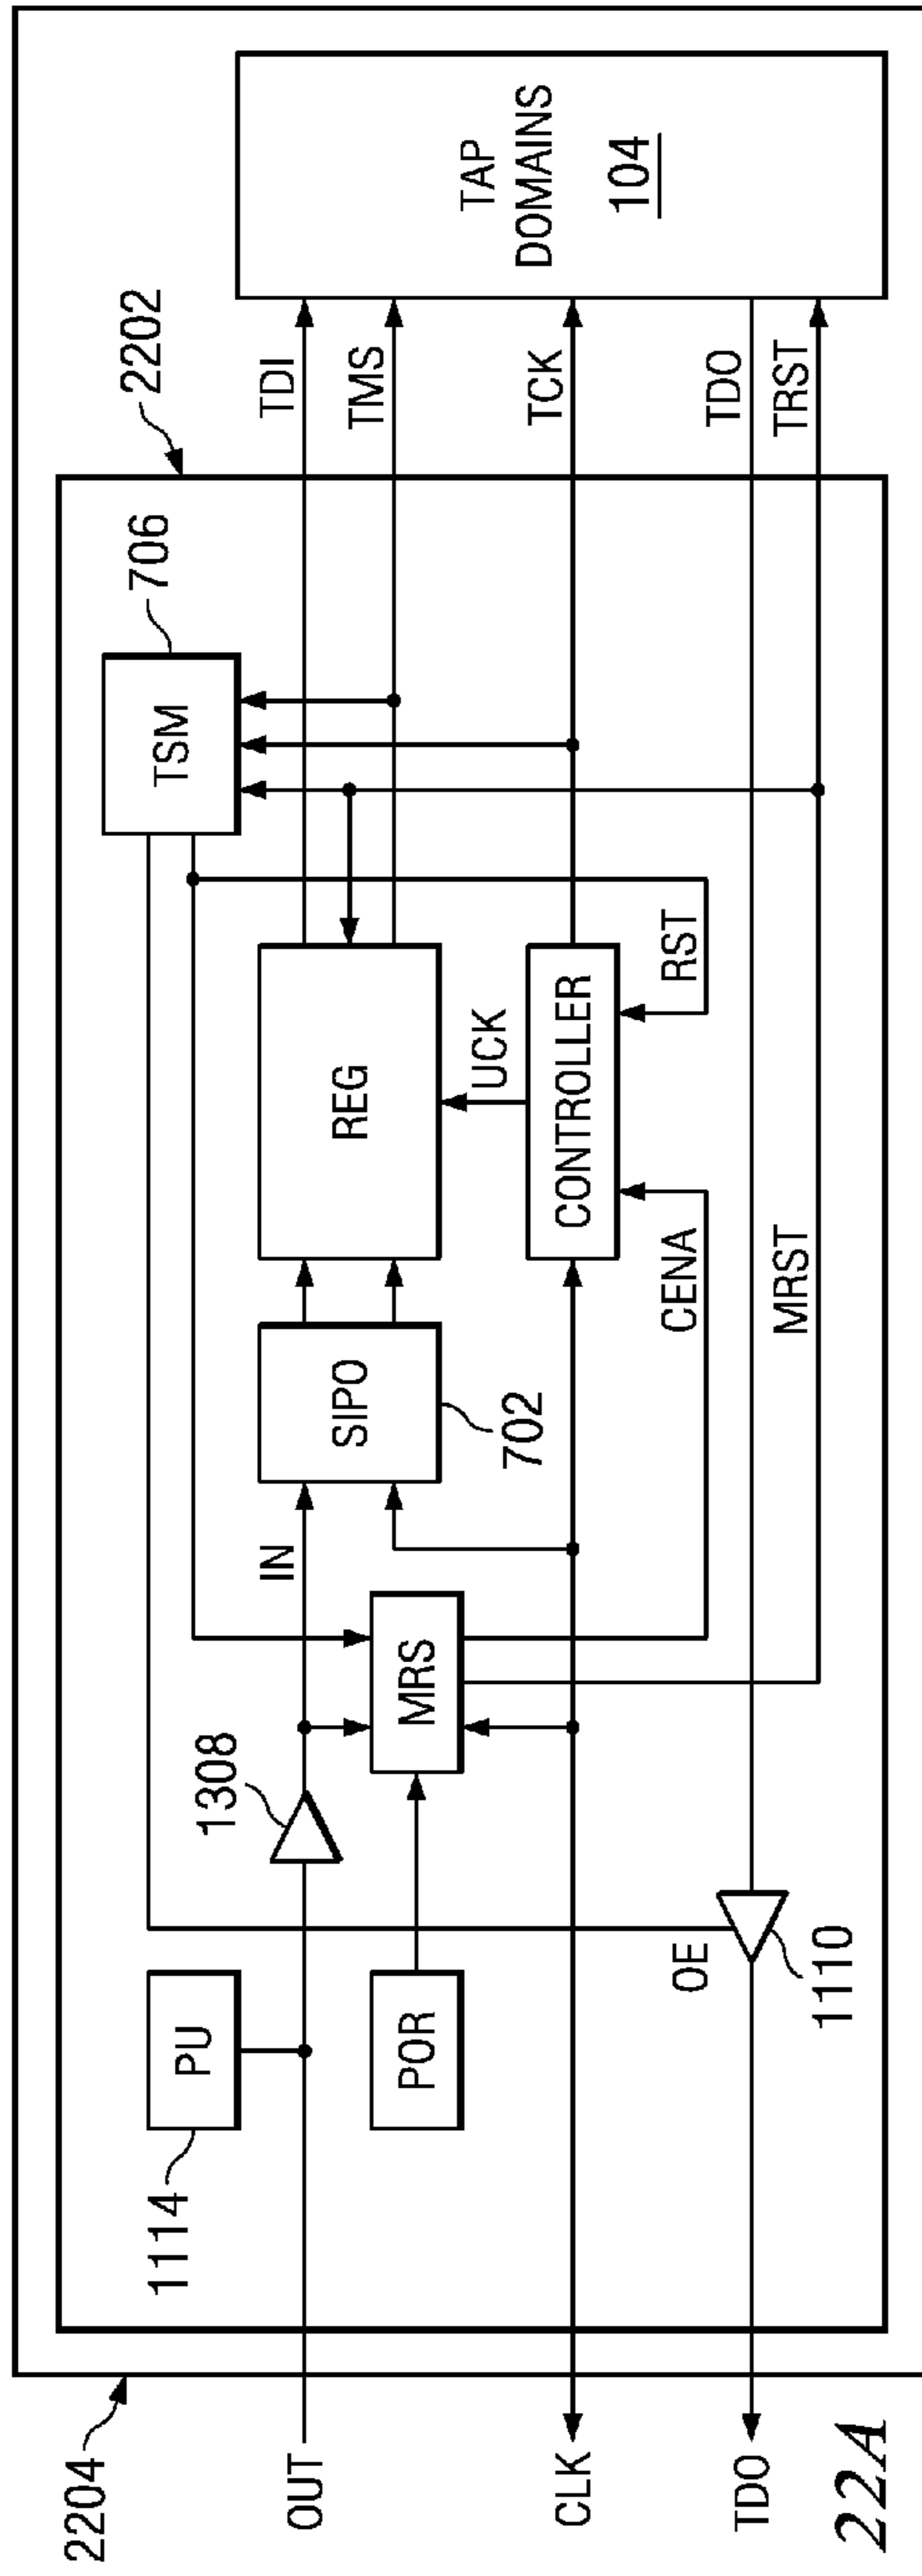 2204
2202
1114
PU
1308
706
TSM
OUT
IN
SIPO
702
REG
TDI
TMS
TAP
DOMAINS
104
POR
MRS
UCK
CLK
CONTROLLER
TCK
CENA
RST
OE
1110
TDO
TDO
MRST
TRST
22A